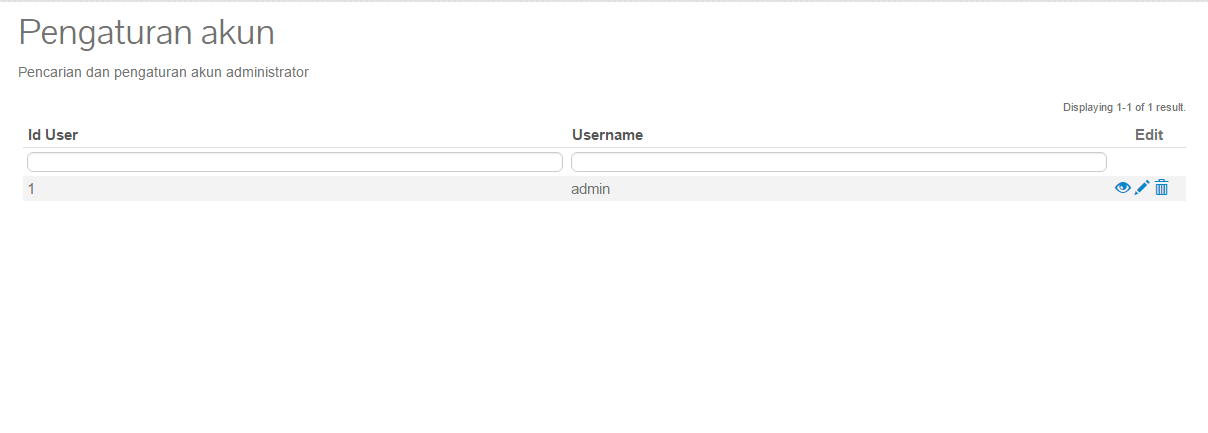 Pengaturan akun
Pencarian dan pengaturan akun administrator
Displaying 1-1 of 1 result.
Id User Username Edit
1 admin